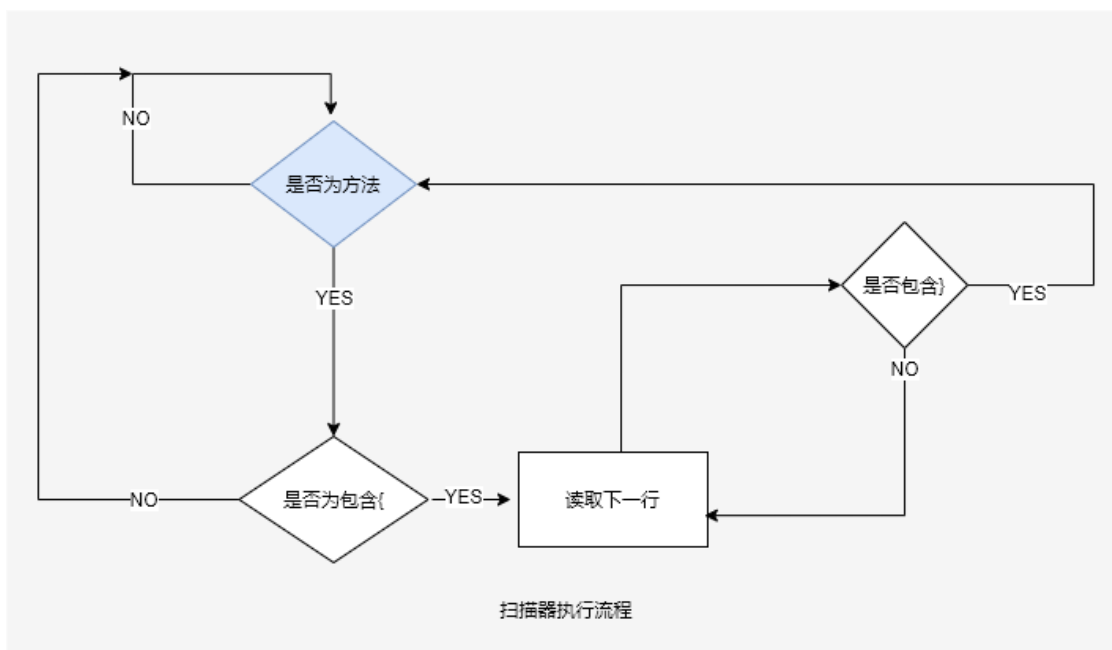 NO
是否为方法
YES
是否包含}
YES
NO
是否为包含{
NO
YES
读取下一行
扫描器执行流程